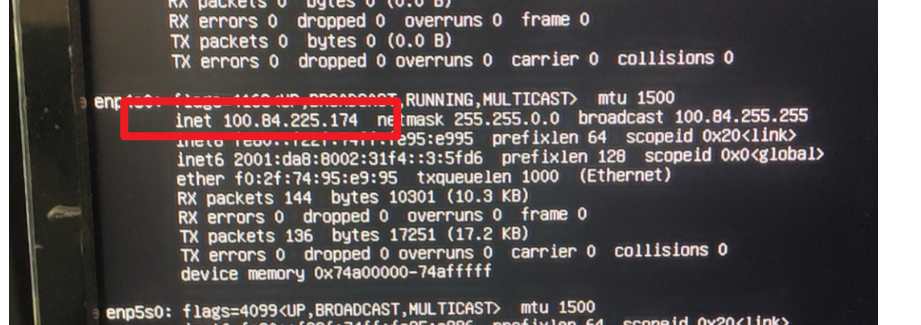 RX packets 0 bytes 0 (0.0 B)
RX errors 0 dropped 0 overruns 0 frame 0
TX packets 0 bytes 0 (0.0 B)
TX errors 0 dropped 0 overruns 0 carrier 0 collisions 0
enp4s0: flags=4163<UP,BROADCAST,RUNNING,MULTICAST> mtu 1500
inet 100.84.225.174 netmask 255.255.0.0 broadcast 100.84.255.255
inet6 fe80::f22f:74ff:fe95:e995 prefixlen 64 scopeid 0x20<link>
inet6 2001:da8:8002:31f4::3:5fd6 prefixlen 128 scopeid 0x0<global>
ether f0:2f:74:95:e9:95 txqueuelen 1000 (Ethernet)
RX packets 144 bytes 10301 (10.3 KB)
RX errors 0 dropped 0 overruns 0 frame 0
TX packets 136 bytes 17251 (17.2 KB)
TX errors 0 dropped 0 overruns 0 carrier 0 collisions 0
device memory 0x74a00000-74afffff
enp5s0: flags=4099<UP,BROADCAST,MULTICAST> mtu 1500
prefixlen 64 scopeid 0x20<link>